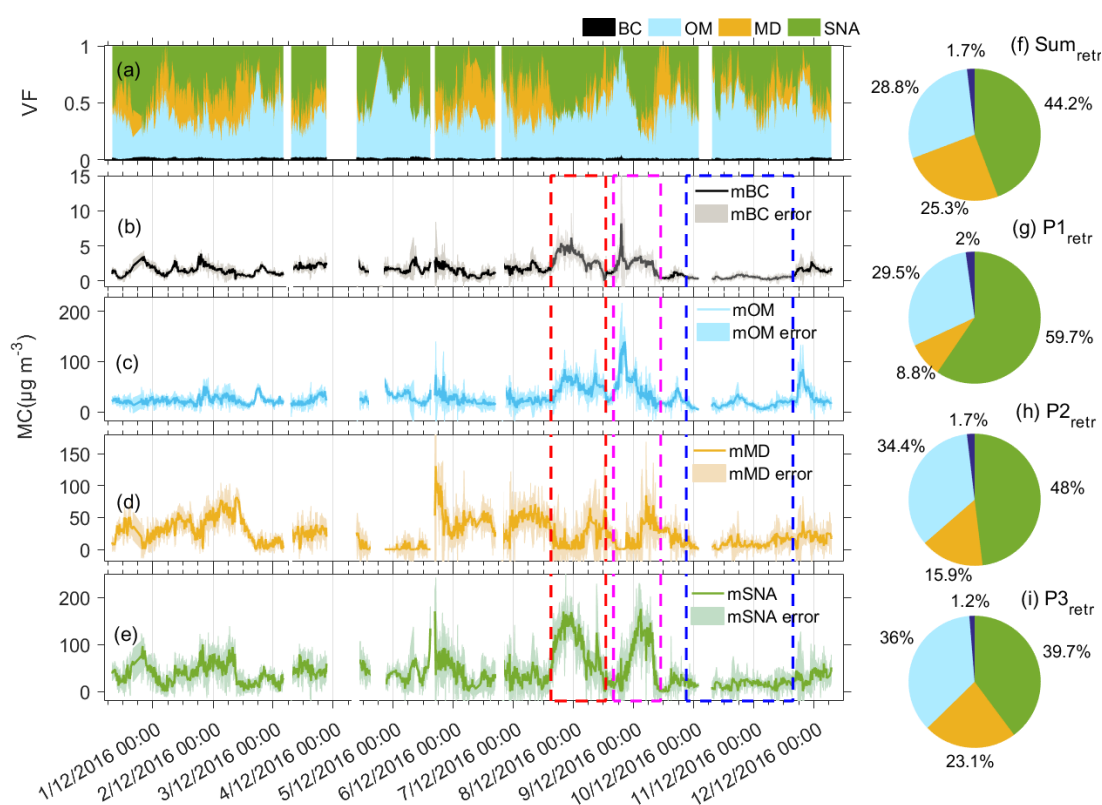 BC OM MD SNA
(a)
VF
1
0.5
0
(b)
15
10
5
0
mBC
mBC error
(c)
MC(µg m-3)
200
100
0
mOM
mOM error
(d)
150
100
50
0
mMD
mMD error
(e)
200
100
0
mSNA
mSNA error
1/12/2016 00:00
2/12/2016 00:00
3/12/2016 00:00
4/12/2016 00:00
5/12/2016 00:00
6/12/2016 00:00
7/12/2016 00:00
8/12/2016 00:00
9/12/2016 00:00
10/12/2016 00:00
11/12/2016 00:00
12/12/2016 00:00
(f) Sumretr
1.7%
28.8%
44.2%
25.3%
(g) P1retr
2%
29.5%
59.7%
8.8%
(h) P2retr
1.7%
34.4%
48%
15.9%
(i) P3retr
1.2%
36%
39.7%
23.1%